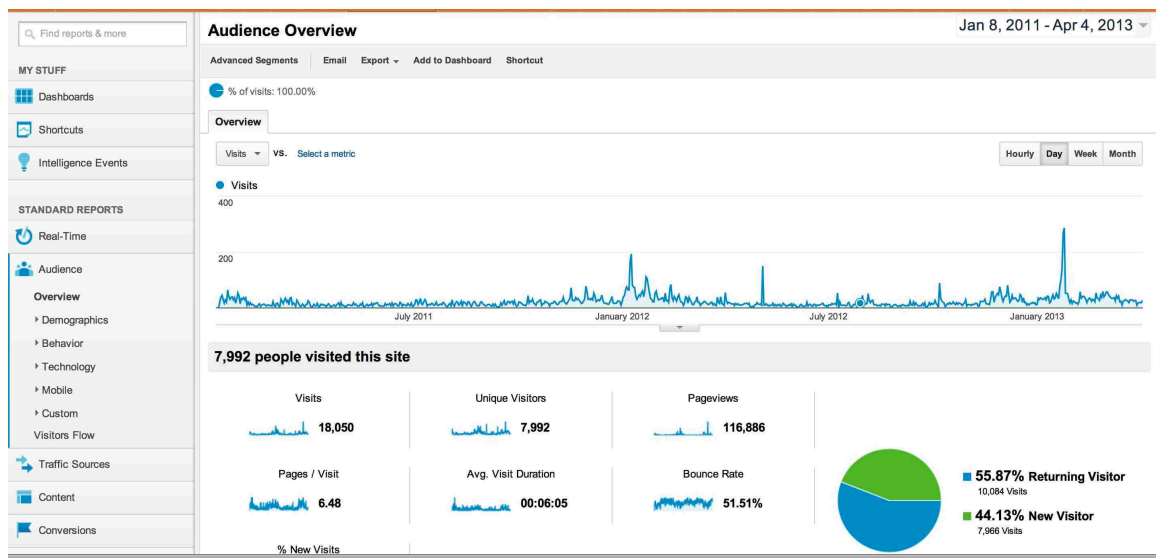 Find reports & more
MY STUFF
Dashboards
Shortcuts
Intelligence Events
STANDARD REPORTS
Real-Time
Audience
Overview
Demographics
Behavior
Technology
Mobile
Custom
Visitors Flow
Traffic Sources
Content
Conversions
Audience Overview
Jan 8, 2011 - Apr 4, 2013
Advanced Segments Email Export Add to Dashboard Shortcut
% of visits: 100.00%
Overview
Visits VS. Select a metric
Hourly Day Week Month
Visits
400
200
July 2011 January 2012 July 2012 January 2013
7,992 people visited this site
Visits
18,050
Unique Visitors
7,992
Pageviews
116,886
Pages / Visit
6.48
Avg. Visit Duration
00:06:05
Bounce Rate
51.51%
% New Visits
55.87% Returning Visitor
10,084 Visits
44.13% New Visitor
7,966 Visits